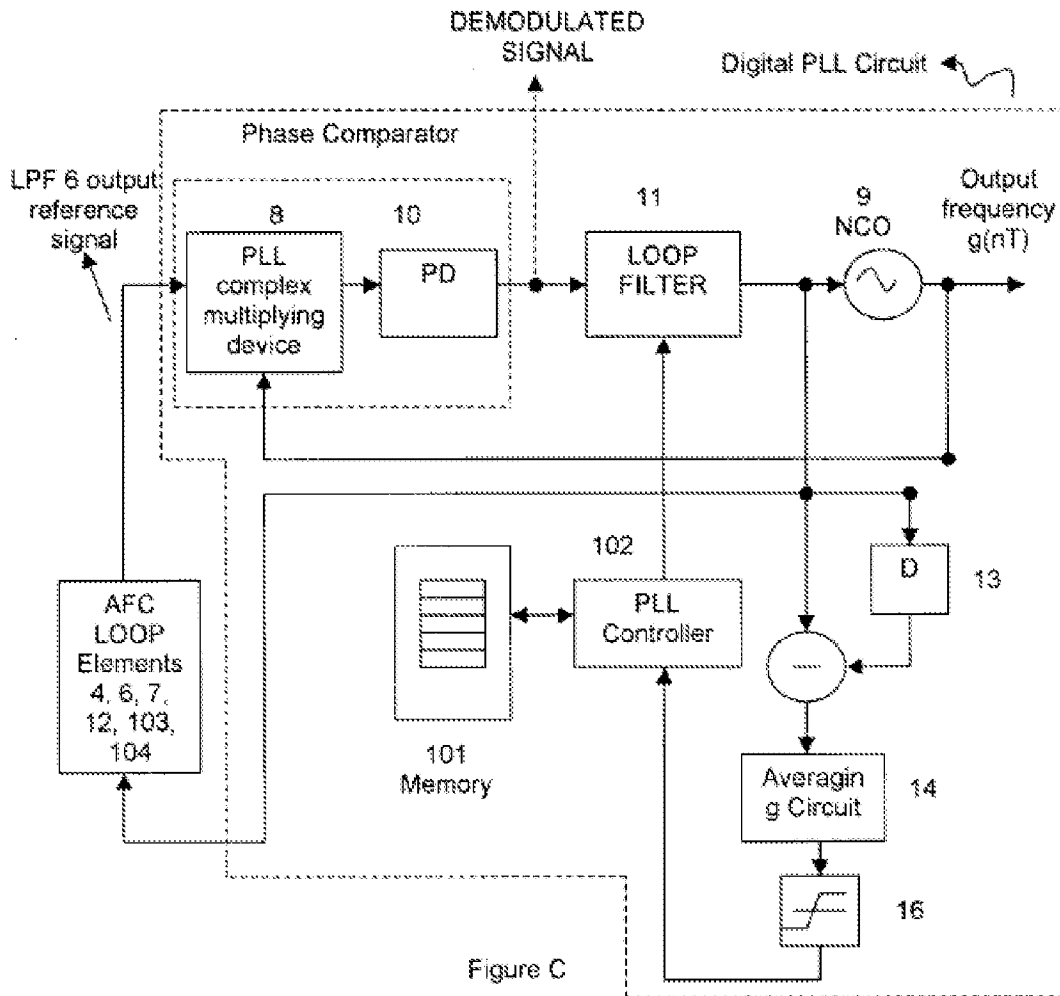 DEMODULATED
SIGNAL
Digital PLL Circuit
Phase Comparator
LPF 6 output
reference
signal
8
PLL
complex
multiplying
device
10
PD
11
LOOP
FILTER
9
NCO
Output
frequency
g(nT)
D
13
102
PLL
Controller
AFC
LOOP
Elements
4, 6, 7,
12, 103,
104
101
Memory
Averagin
g Circuit
14
16
Figure C